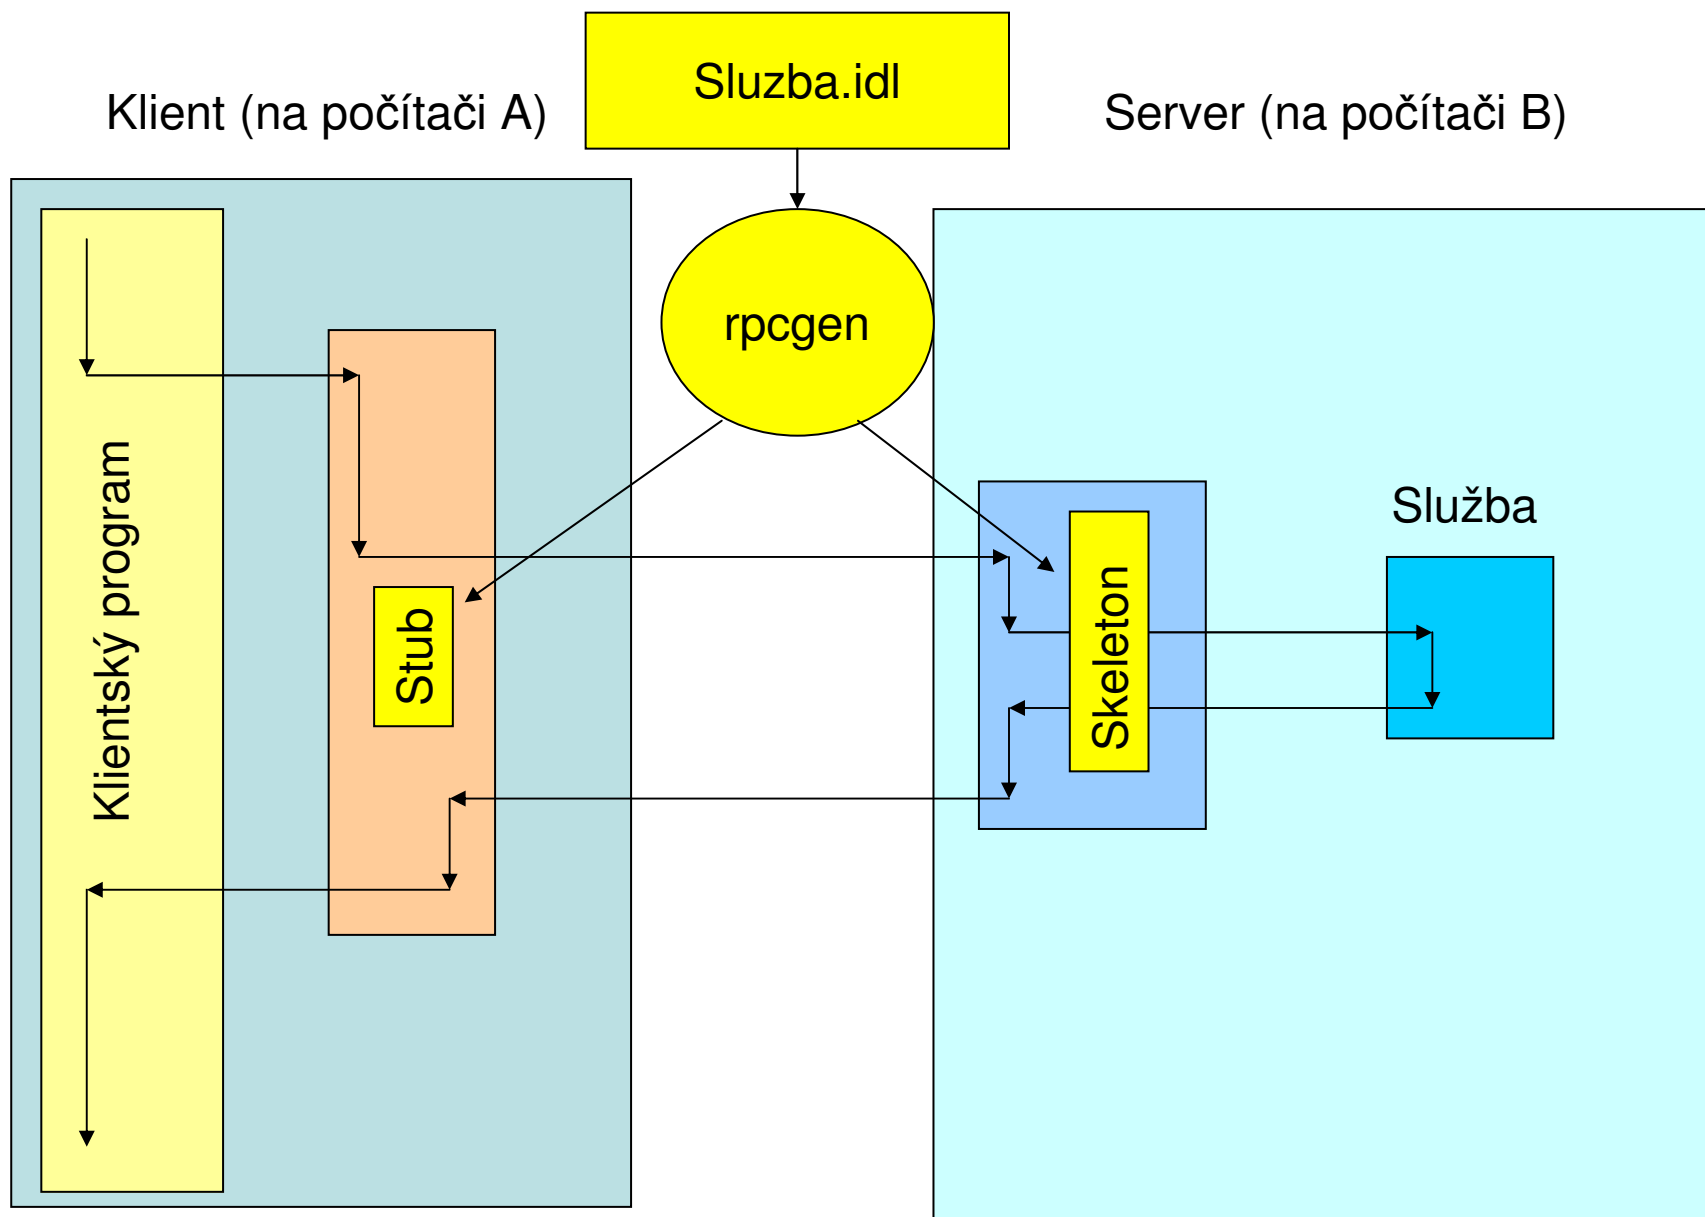 Sluzba.idl
Klient (na počítači A)
Server (na počítači B)
rpcgen
Klientský program
Stub
Skeleton
Služba